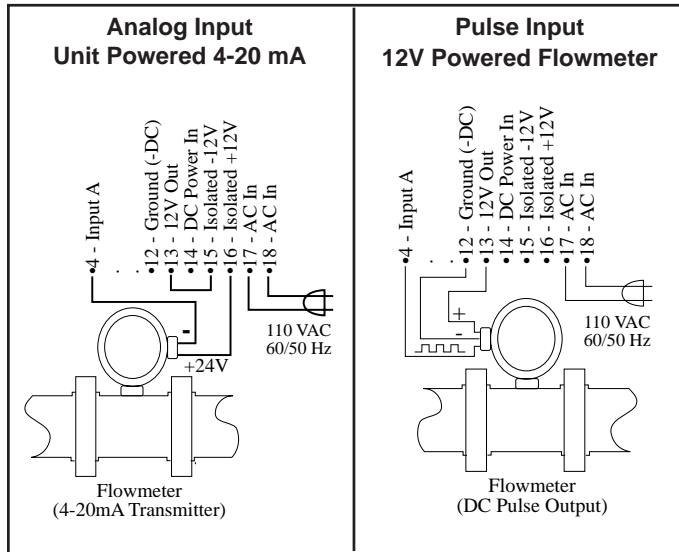 Analog Input
Unit Powered 4-20 mA
4 - Input A
. .
12 - Ground (-DC)
13 - 12V Out
14 - DC Power In
15 - Isolated -12V
16 - Isolated +12V
17 - AC In
18 - AC In
-
+24V
110 VAC
60/50 Hz
Flowmeter
(4-20mA Transmitter)
Pulse Input
12V Powered Flowmeter
4 - Input A
. .
12 - Ground (-DC)
13 - 12V Out
14 - DC Power In
15 - Isolated -12V
16 - Isolated +12V
17 - AC In
18 - AC In
+
-
110 VAC
60/50 Hz
Flowmeter
(DC Pulse Output)